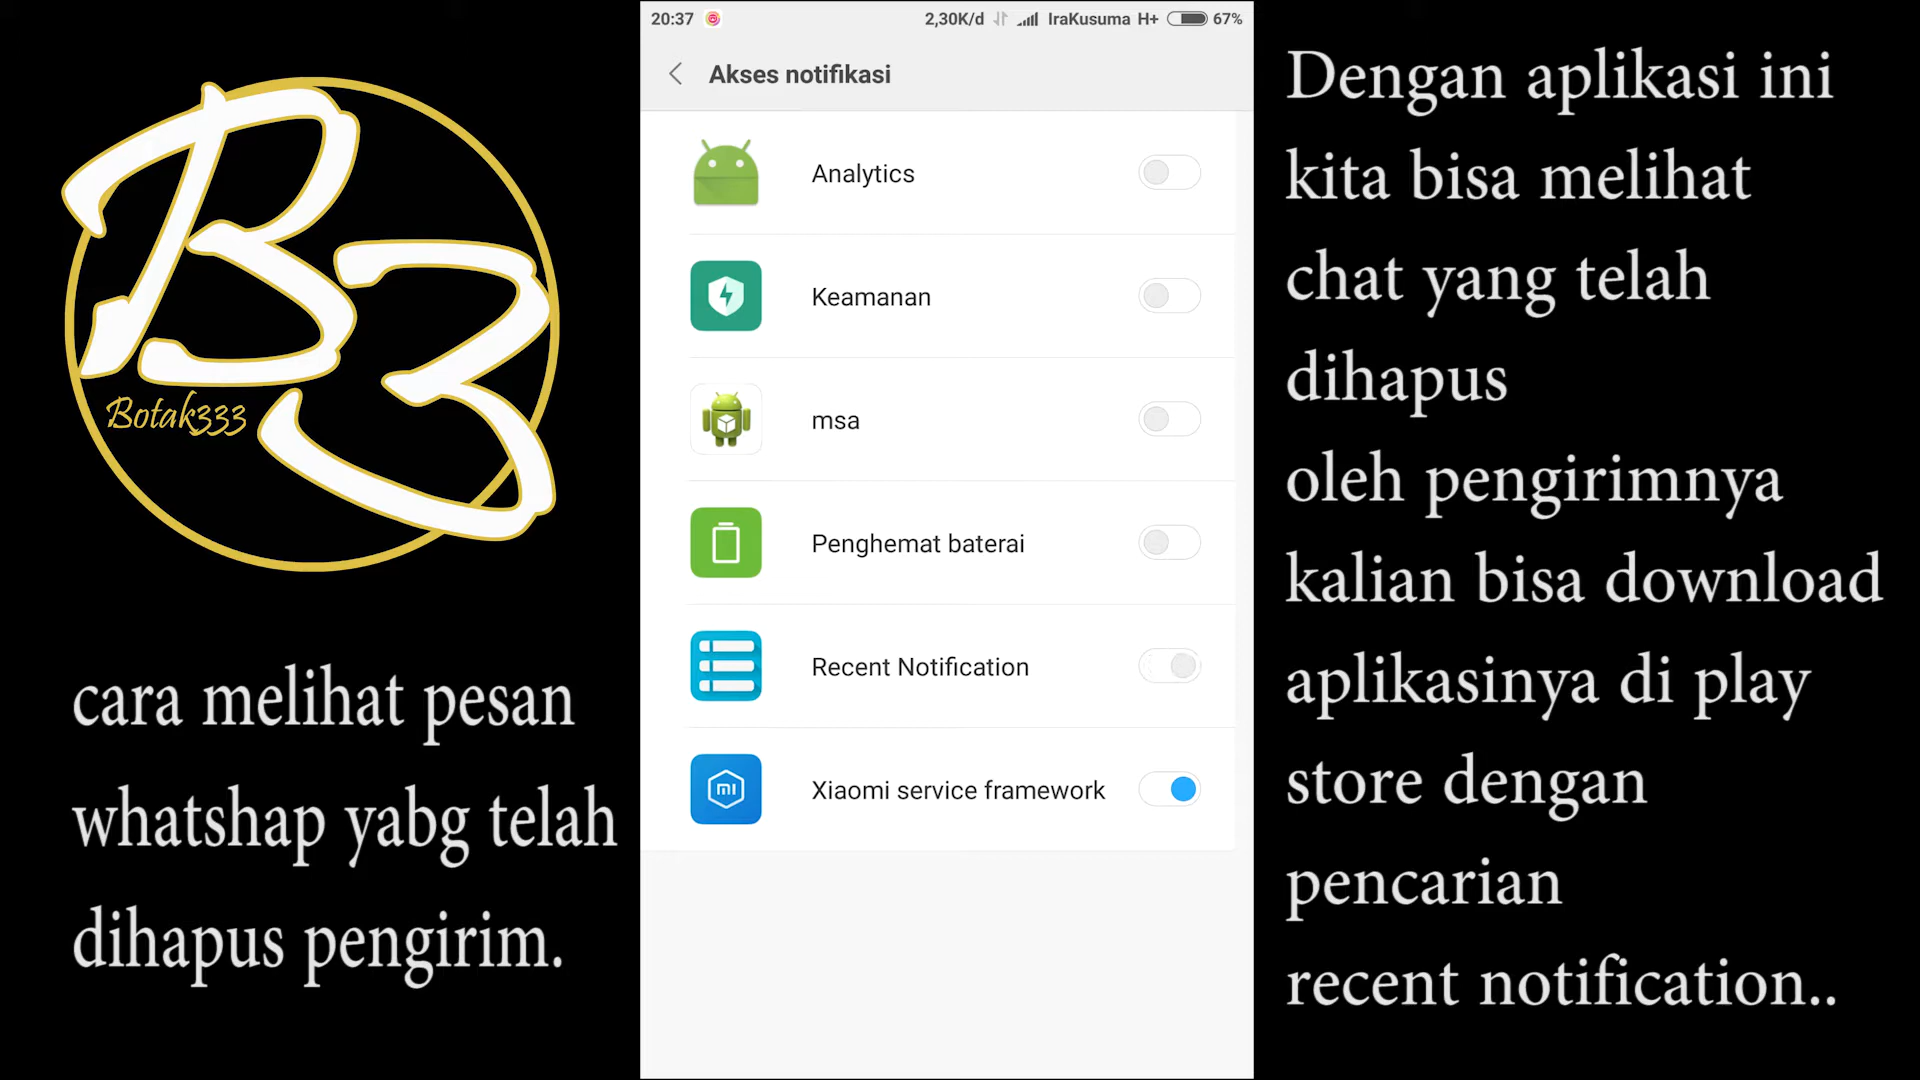 B3
Botak333
cara melihat pesan
whatshap yabg telah
dihapus pengirim.
20:37 2,30K/d IraKusuma H+ 67%
Akses notifikasi
Analytics
Keamanan
msa
Penghemat baterai
Recent Notification
Xiaomi service framework
Dengan aplikasi ini
kita bisa melihat
chat yang telah
dihapus
oleh pengirimnya
kalian bisa download
aplikasinya di play
store dengan
pencarian
recent notification..